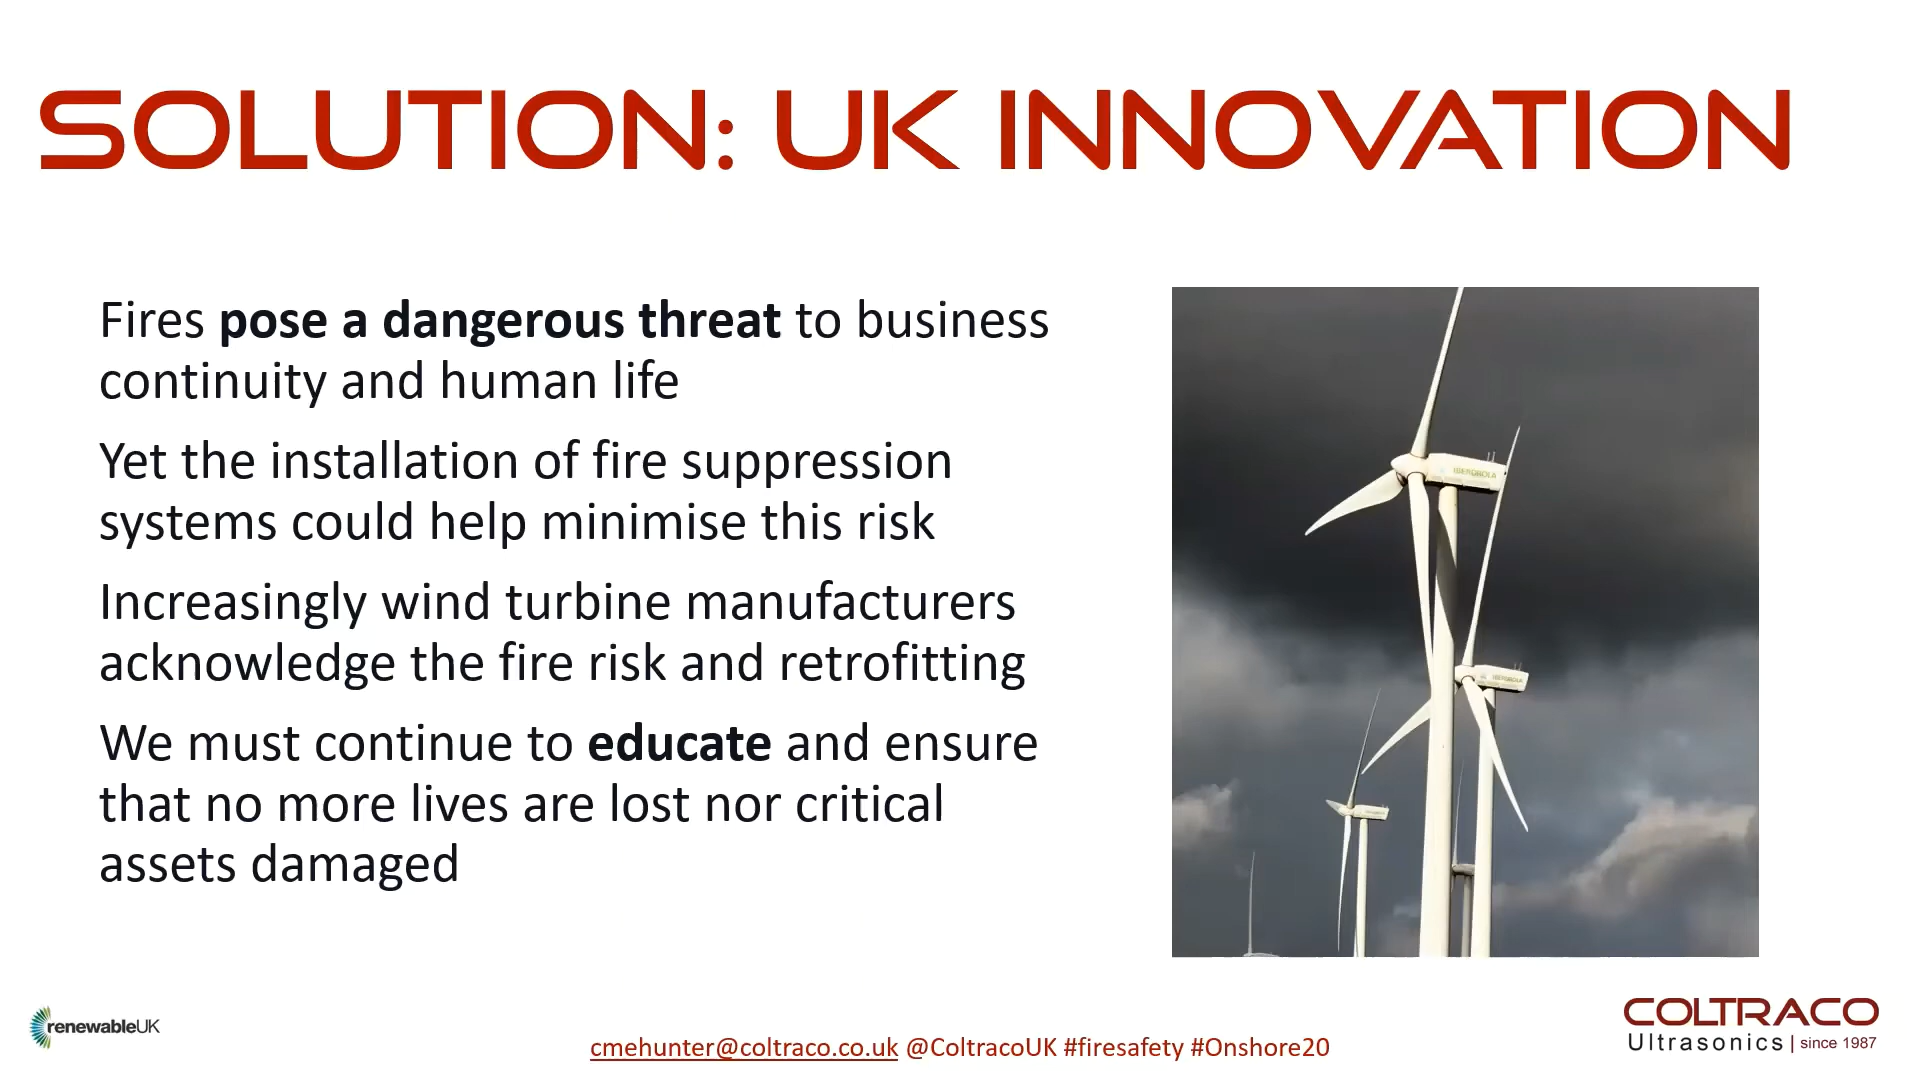 SOLUTION: UK INNOVATION
Fires pose a dangerous threat to business
continuity and human life
Yet the installation of fire suppression
systems could help minimise this risk
Increasingly wind turbine manufacturers
acknowledge the fire risk and retrofitting
We must continue to educate and ensure
that no more lives are lost nor critical
assets damaged
IBERDROLA
IBERDROLA
renewableUK
cmehunter@coltraco.co.uk @ColtracoUK #firesafety #Onshore20
COLTRACO
Ultrasonics | since 1987